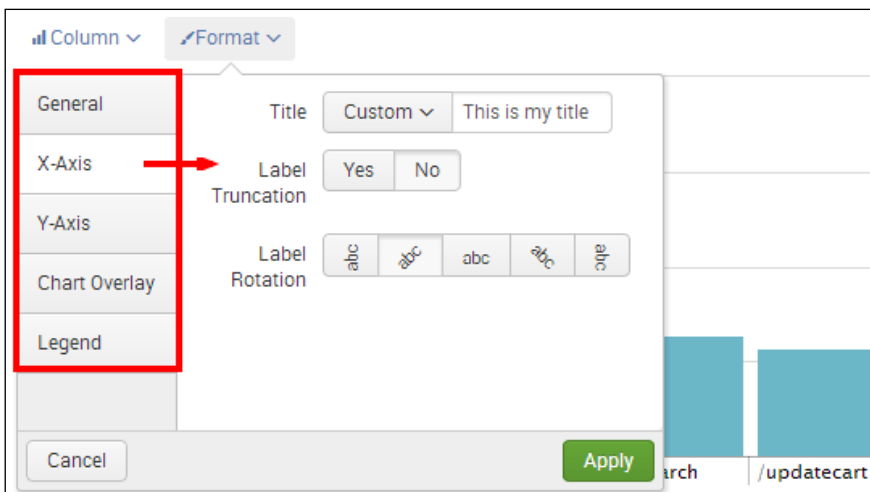 Column Format
General
X-Axis
Y-Axis
Chart Overlay
Legend
Title Custom This is my title
Label
Truncation
Yes No
Label
Rotation
abc abc abc abc abc
Cancel Apply
arch /updatecart